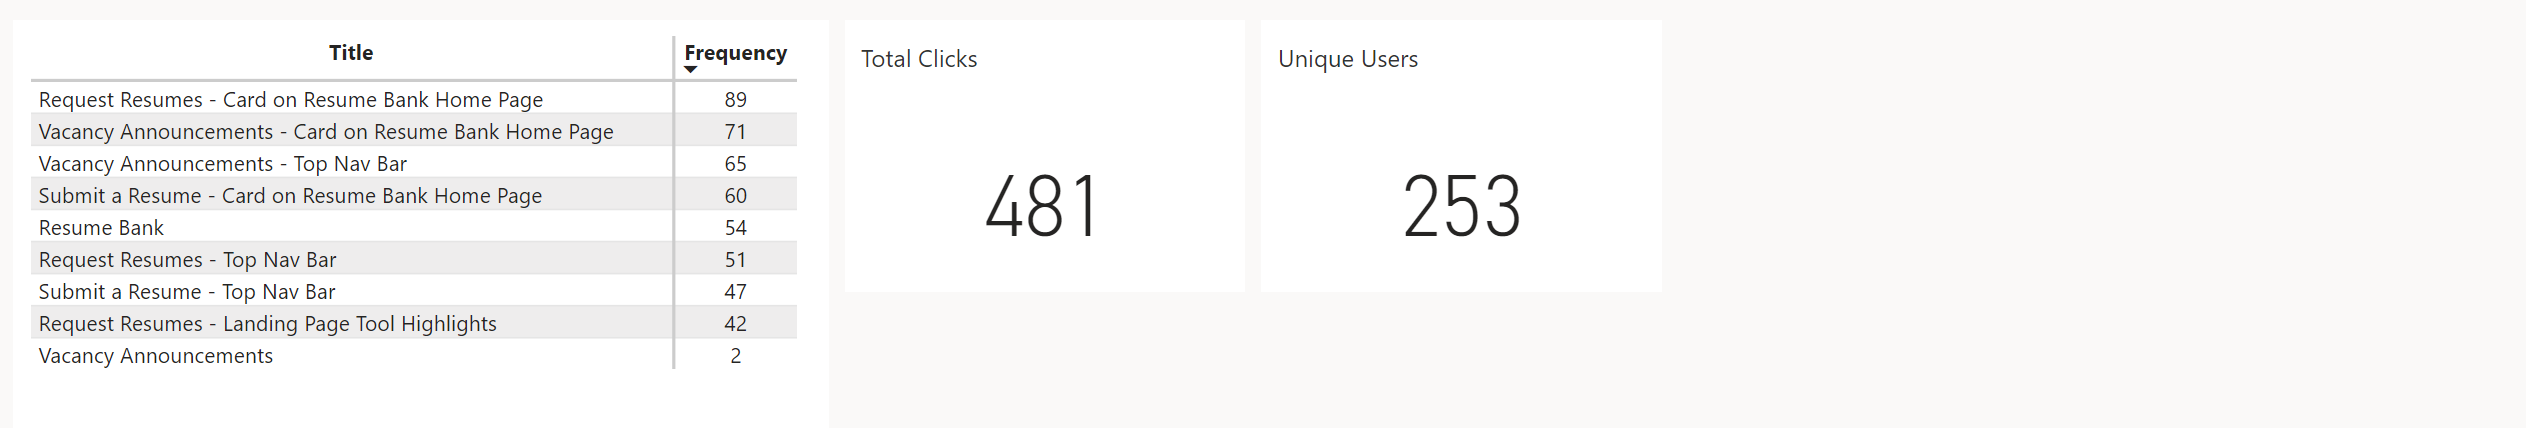 Title Frequency
Request Resumes - Card on Resume Bank Home Page 89
Vacancy Announcements - Card on Resume Bank Home Page 71
Vacancy Announcements - Top Nav Bar 65
Submit a Resume - Card on Resume Bank Home Page 60
Resume Bank 54
Request Resumes - Top Nav Bar 51
Submit a Resume - Top Nav Bar 47
Request Resumes - Landing Page Tool Highlights 42
Vacancy Announcements 2
Total Clicks
481
Unique Users
253